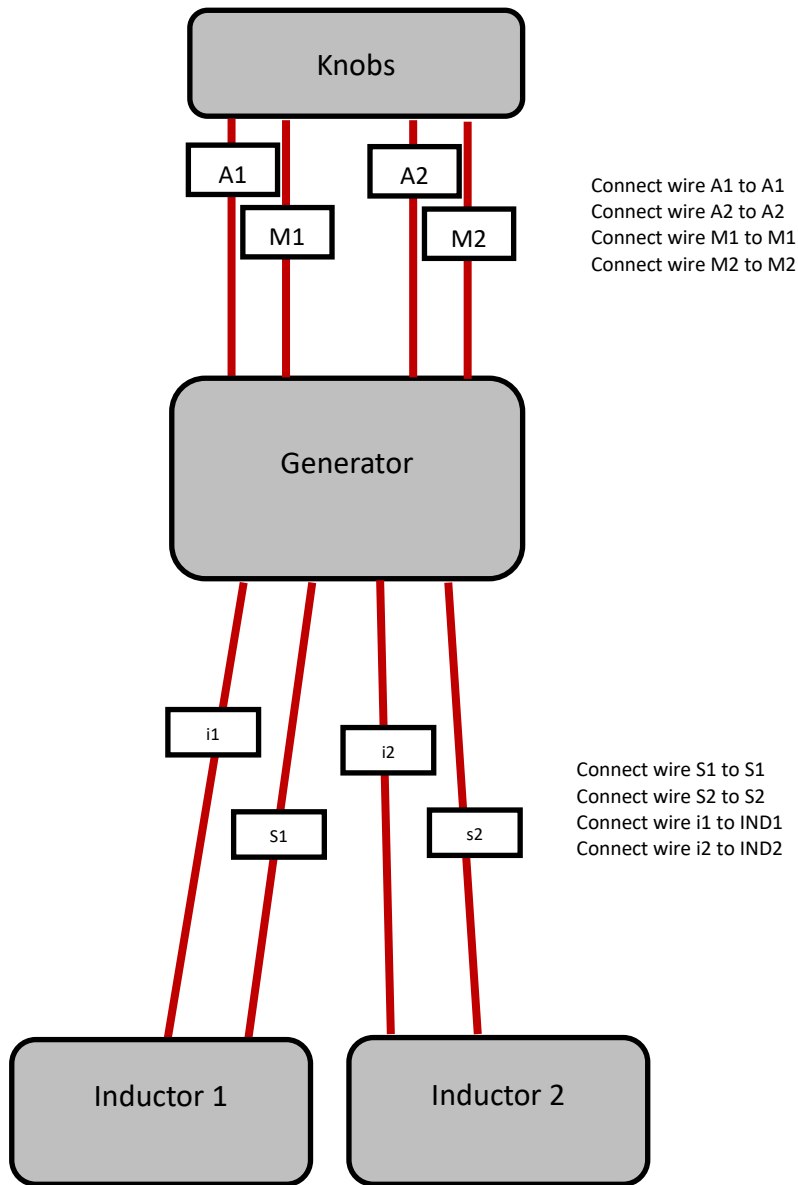 Knobs
A1
A2
M1
M2
Connect wire A1 to A1
Connect wire A2 to A2
Connect wire M1 to M1
Connect wire M2 to M2
Generator
i1
i2
S1
s2
Connect wire S1 to S1
Connect wire S2 to S2
Connect wire i1 to IND1
Connect wire i2 to IND2
Inductor 1
Inductor 2